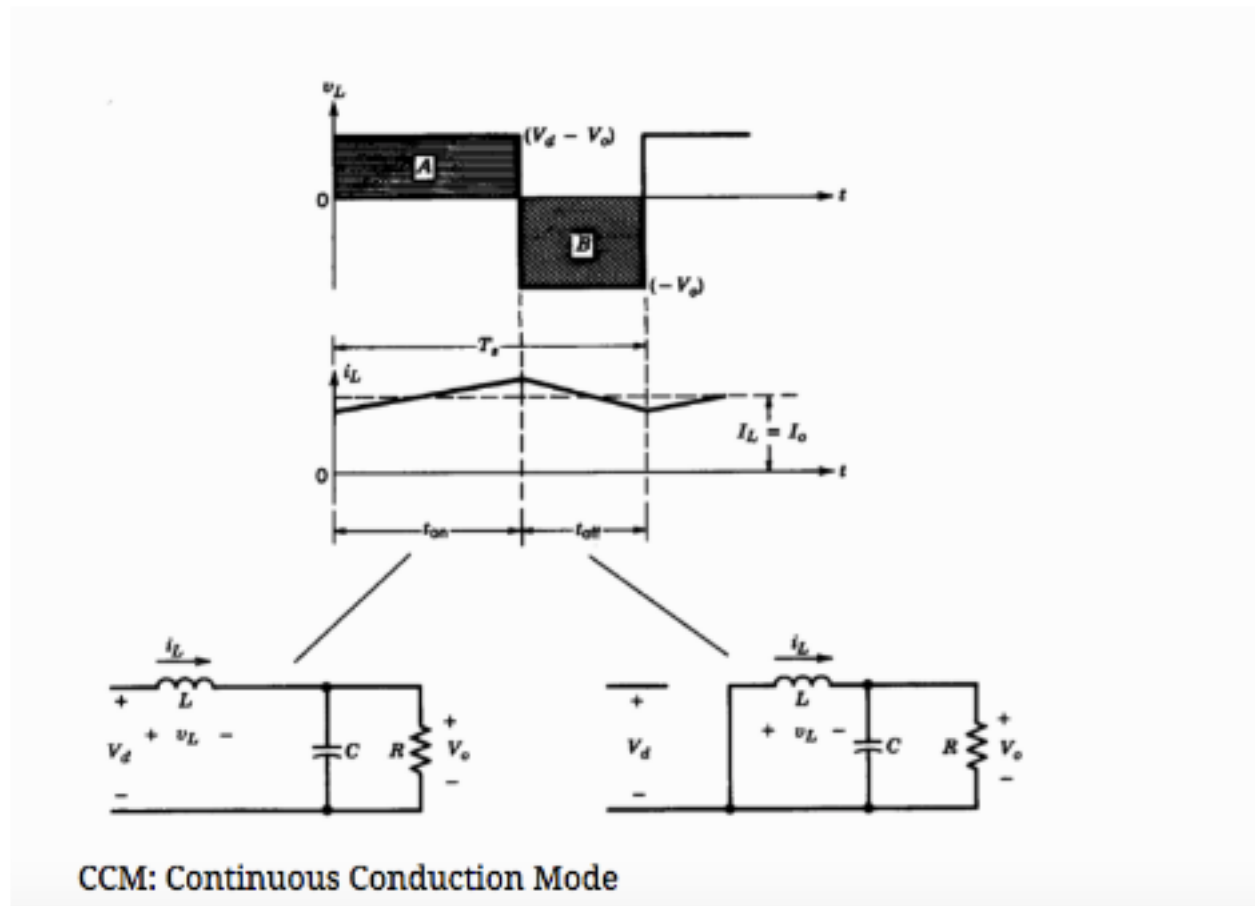 v_L
(V_d − V_o)
A
0
t
B
(−V_o)
T_s
i_L
I_L = I_o
0
t
t_on
t_off
i_L
i_L
+
L
+ v_L −
V_d
−
C
R
+
V_o
−
+
L
+ v_L −
V_d
−
C
R
+
V_o
−
CCM: Continuous Conduction Mode